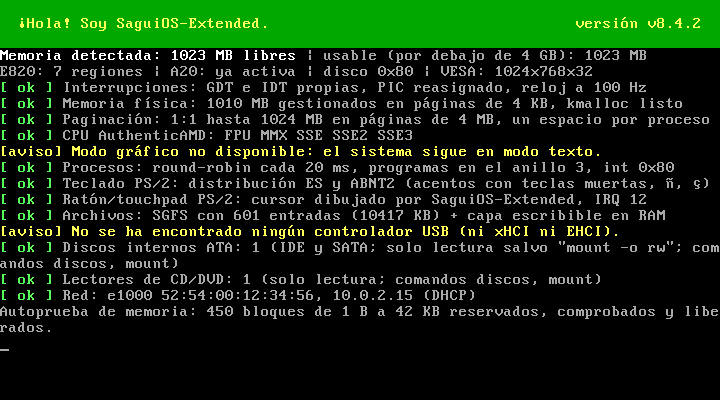 ¡Hola! Soy SaguiOS-Extended. versión v8.4.2
Memoria detectada: 1023 MB libres | usable (por debajo de 4 GB): 1023 MB
E820: 7 regiones | A20: ya activa | disco 0x80 | VESA: 1024x768x32
[ ok ] Interrupciones: GDT e IDT propias, PIC reasignado, reloj a 100 Hz
[ ok ] Memoria física: 1010 MB gestionados en páginas de 4 KB, kmalloc listo
[ ok ] Paginación: 1:1 hasta 1024 MB en páginas de 4 MB, un espacio por proceso
[ ok ] CPU AuthenticAMD: FPU MMX SSE SSE2 SSE3
[aviso] Modo gráfico no disponible: el sistema sigue en modo texto.
[ ok ] Procesos: round-robin cada 20 ms, programas en el anillo 3, int 0x80
[ ok ] Teclado PS/2: distribución ES y ABNT2 (acentos con teclas muertas, ñ, ç)
[ ok ] Ratón/touchpad PS/2: cursor dibujado por SaguiOS-Extended, IRQ 12
[ ok ] Archivos: SGFS con 601 entradas (10417 KB) + capa escribible en RAM
[aviso] No se ha encontrado ningún controlador USB (ni xHCI ni EHCI).
[ ok ] Discos internos ATA: 1 (IDE y SATA; solo lectura salvo "mount -o rw"; com
andos discos, mount)
[ ok ] Lectores de CD/DVD: 1 (solo lectura; comandos discos, mount)
[ ok ] Red: e1000 52:54:00:12:34:56, 10.0.2.15 (DHCP)
Autoprueba de memoria: 450 bloques de 1 B a 42 KB reservados, comprobados y libe
rados.
_